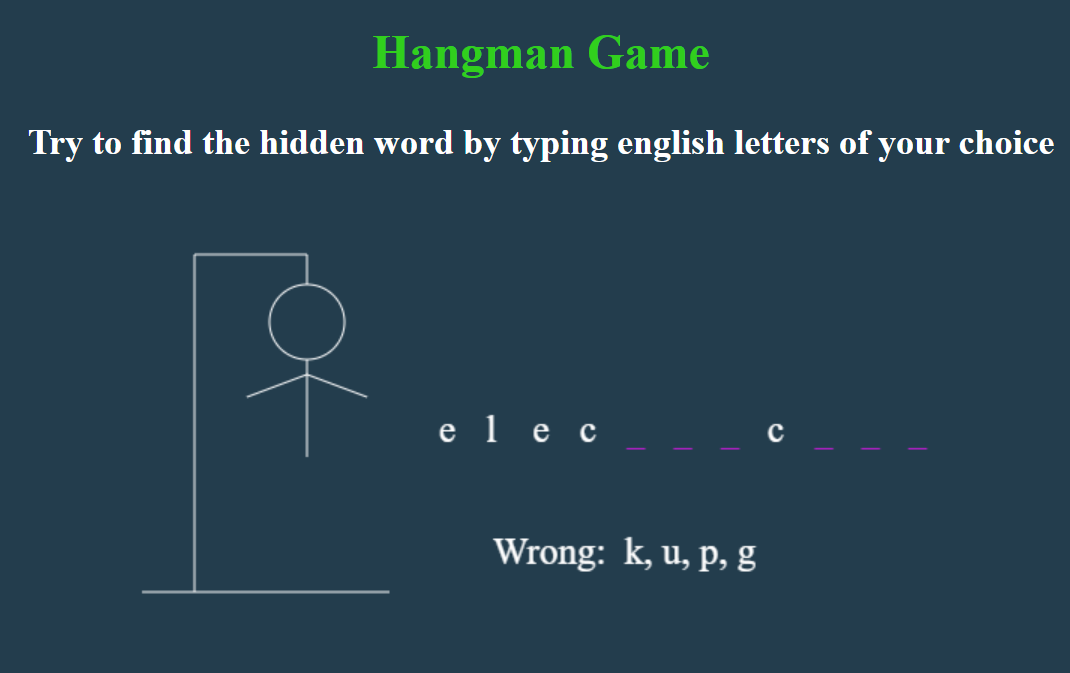 Hangman Game
Try to find the hidden word by typing english letters of your choice
e l e c _ _ _ c _ _ _
Wrong: k, u, p, g